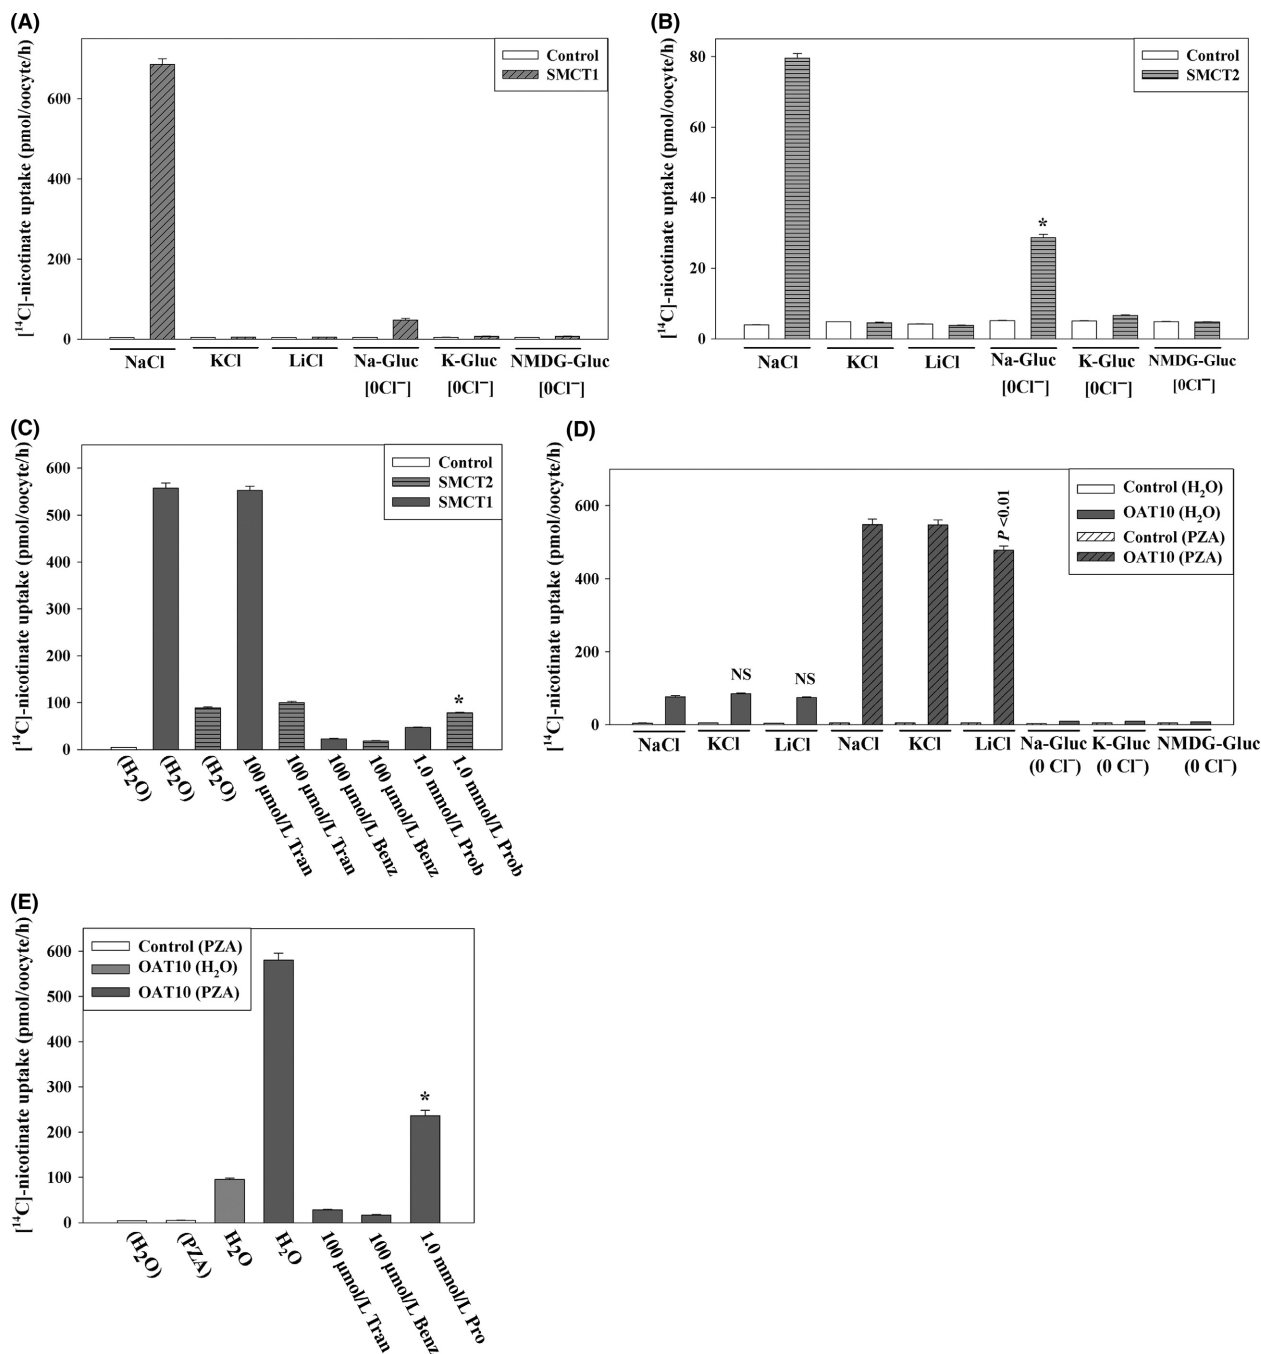 (A)
[¹⁴C]-nicotinate uptake (pmol/oocyte/h)
600
400
200
0
Control
SMCT1
NaCl KCl LiCl Na-Gluc K-Gluc NMDG-Gluc
[0Cl⁻] [0Cl⁻] [0Cl⁻]
(B)
[¹⁴C]-nicotinate uptake (pmol/oocyte/h)
80
60
40
20
0
Control
SMCT2
*
NaCl KCl LiCl Na-Gluc K-Gluc NMDG-Gluc
[0Cl⁻] [0Cl⁻] [0Cl⁻]
(C)
[¹⁴C]-nicotinate uptake (pmol/oocyte/h)
600
500
400
300
200
100
0
Control
SMCT2
SMCT1
*
(H₂O)
(H₂O)
(H₂O)
100 µmol/L Tran
100 µmol/L Tran
100 µmol/L Benz
100 µmol/L Benz
1.0 mmol/L Prob
1.0 mmol/L Prob
(D)
[¹⁴C]-nicotinate uptake (pmol/oocyte/h)
600
400
200
0
Control (H₂O)
OAT10 (H₂O)
Control (PZA)
OAT10 (PZA)
NS
NS
P <0.01
NaCl KCl LiCl NaCl KCl LiCl Na-Gluc K-Gluc NMDG-Gluc
(0 Cl⁻) (0 Cl⁻) (0 Cl⁻)
(E)
[¹⁴C]-nicotinate uptake (pmol/oocyte/h)
600
500
400
300
200
100
0
Control (PZA)
OAT10 (H₂O)
OAT10 (PZA)
*
(H₂O)
(PZA)
H₂O
H₂O
100 µmol/L Tran
100 µmol/L Benz
1.0 mmol/L Pro